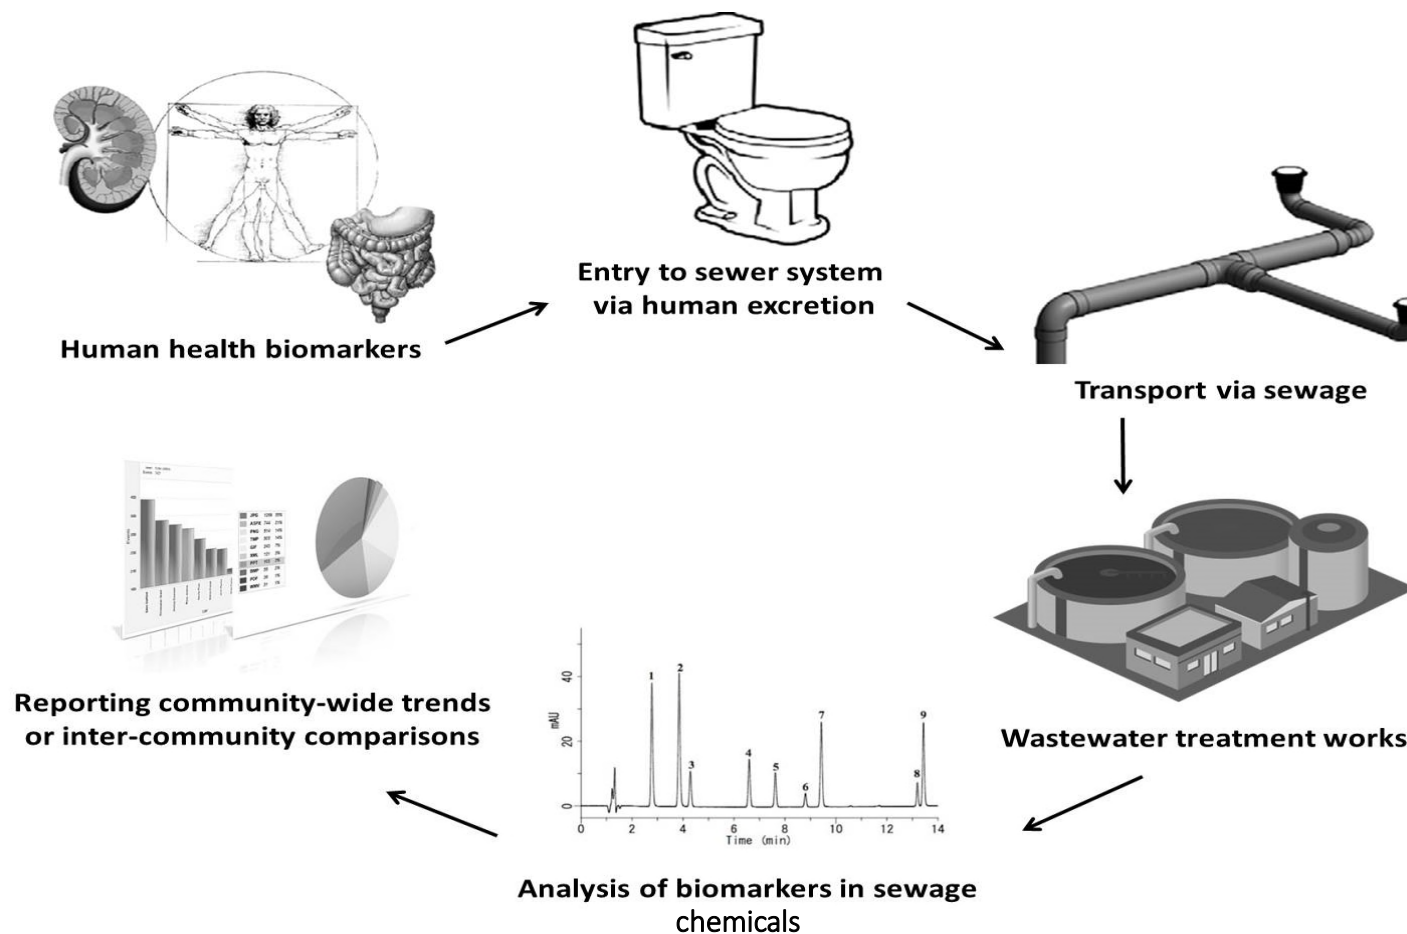 Entry to sewer system
via human excretion
Human health biomarkers
Transport via sewage
Wastewater treatment works
Reporting community-wide trends
or inter-community comparisons
40
20
0
mAU
1
2
3
4
5
6
7
8
9
0 2 4 6 8 10 12 14
Time (min)
Analysis of biomarkers in sewage
chemicals